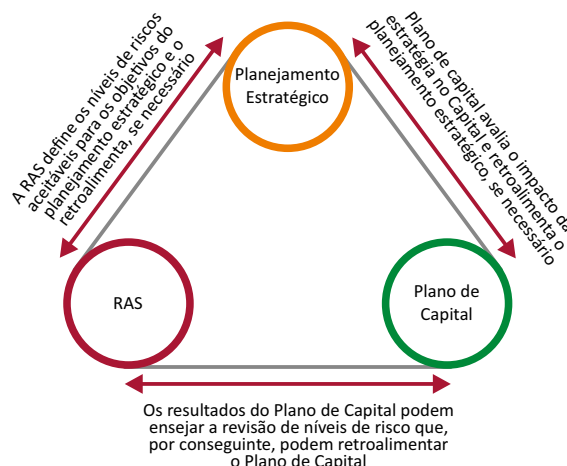 Planejamento
Estratégico
A RAS define os níveis de riscos
aceitáveis para os objetivos do
planejamento estratégico e o
retroalimenta, se necessário
Plano de capital avalia o impacto da
estratégia no Capital e retroalimenta o
planejamento estratégico, se necessário
RAS
Plano de
Capital
Os resultados do Plano de Capital podem
ensejar a revisão de níveis de risco que,
por conseguinte, podem retroalimentar
o Plano de Capital